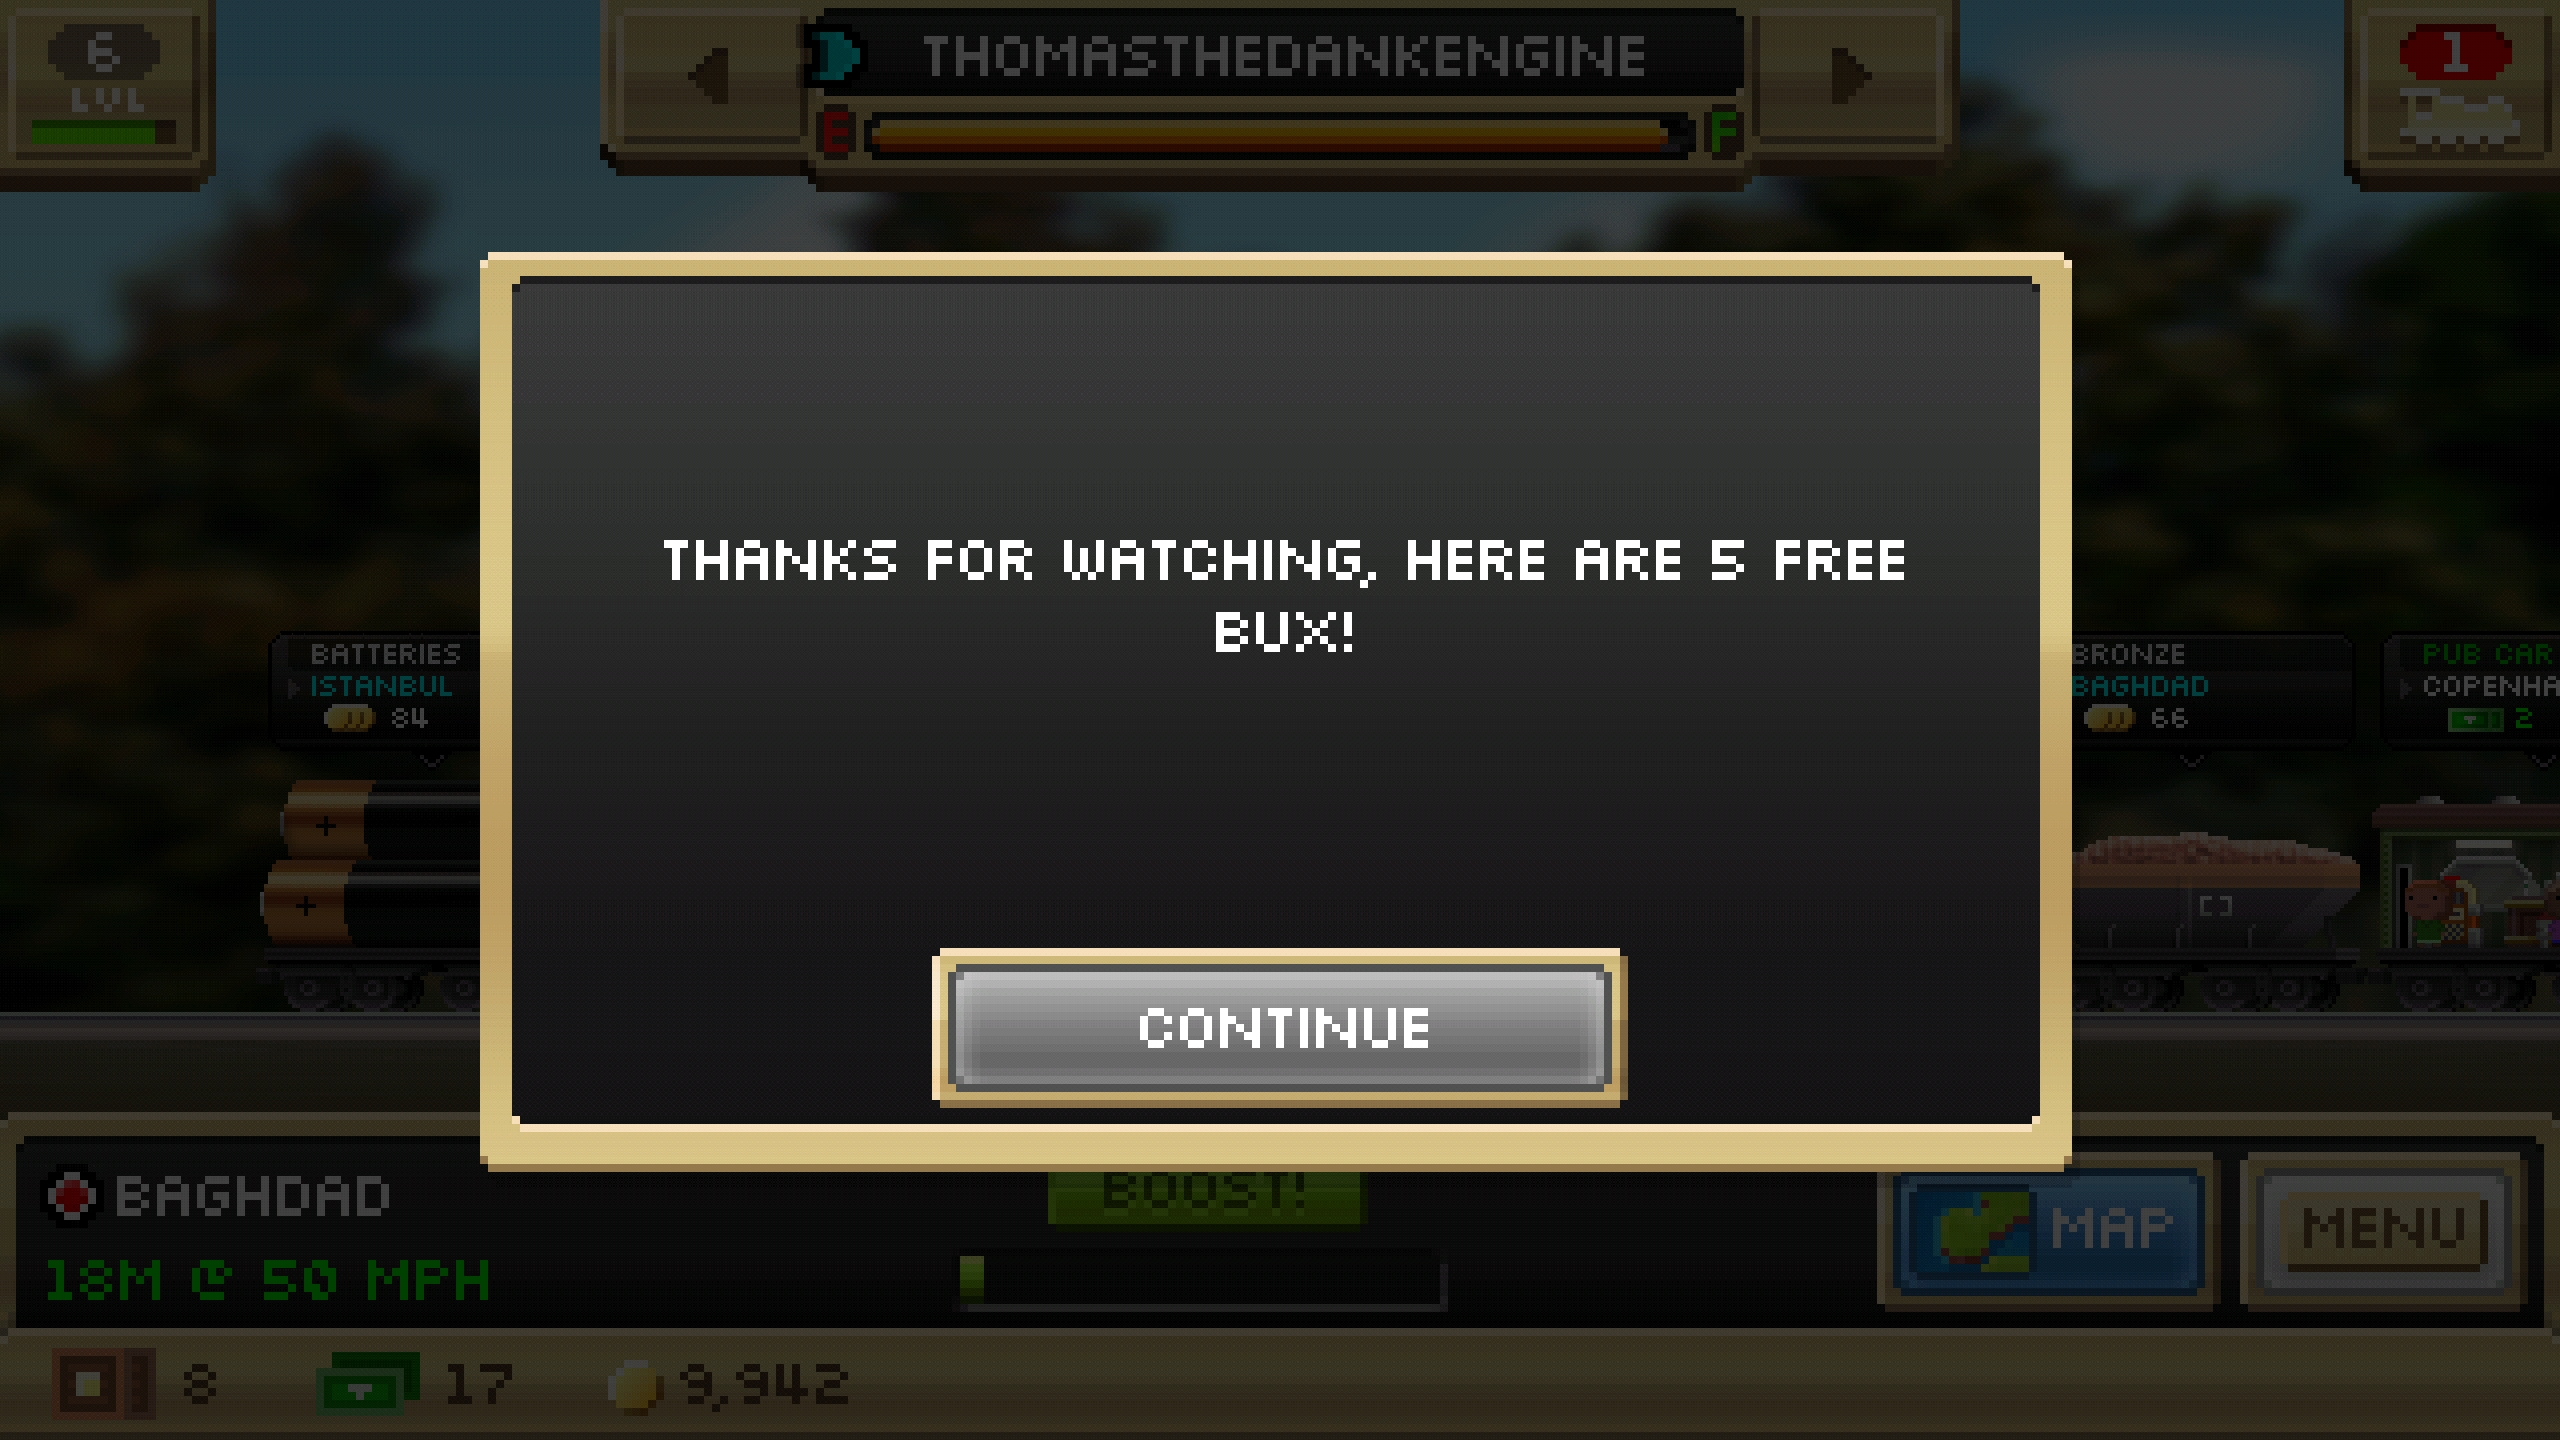 6
LVL
THOMASTHEDANKENGINE
E
F
1
THANKS FOR WATCHING, HERE ARE 5 FREE
BUX!
CONTINUE
BATTERIES
ISTANBUL
84
BRONZE
BAGHDAD
66
PUB CAR
COPENHA
2
BAGHDAD
18M @ 50 MPH
BOOST!
MAP
MENU
8
17
9,942